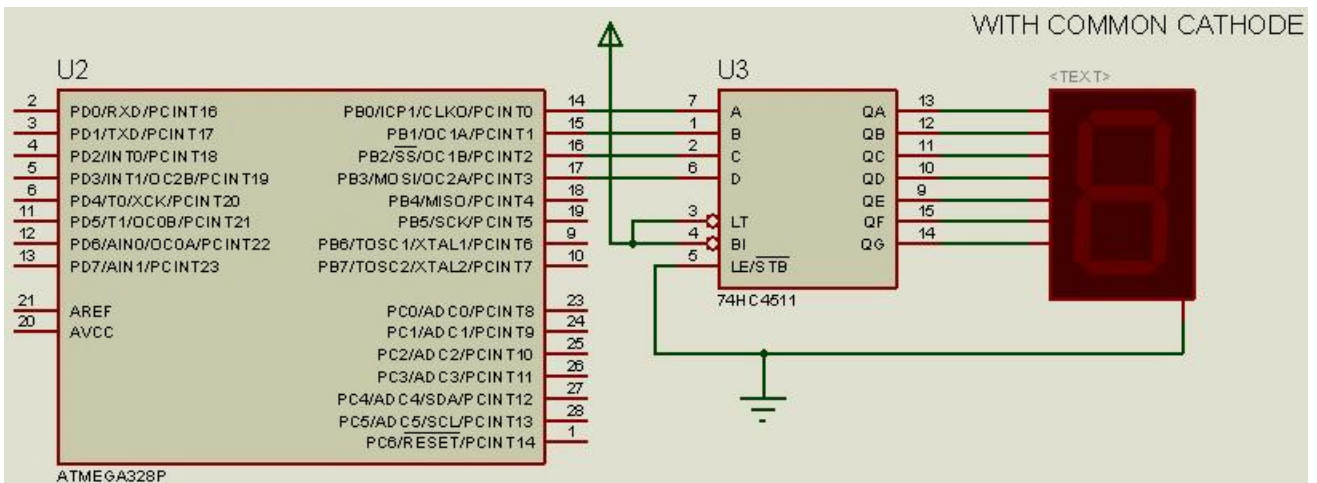 WITH COMMON CATHODE
U2
U3
<TEXT>
2 PD0/RXD/PCINT16
3 PD1/TXD/PCINT17
4 PD2/INT0/PCINT18
5 PD3/INT1/OC2B/PCINT19
6 PD4/T0/XCK/PCINT20
11 PD5/T1/OC0B/PCINT21
12 PD6/AIN0/OC0A/PCINT22
13 PD7/AIN1/PCINT23
21 AREF
20 AVCC
PB0/ICP1/CLKO/PCINT0 14
PB1/OC1A/PCINT1 15
PB2/SS/OC1B/PCINT2 16
PB3/MOSI/OC2A/PCINT3 17
PB4/MISO/PCINT4 18
PB5/SCK/PCINT5 19
PB6/TOSC1/XTAL1/PCINT6 9
PB7/TOSC2/XTAL2/PCINT7 10
PC0/ADC0/PCINT8 23
PC1/ADC1/PCINT9 24
PC2/ADC2/PCINT10 25
PC3/ADC3/PCINT11 26
PC4/ADC4/SDA/PCINT12 27
PC5/ADC5/SCL/PCINT13 28
PC6/RESET/PCINT14 1
ATMEGA328P
7 A QA 13
1 B QB 12
2 C QC 11
6 D QD 10
QE 9
3 LT QF 15
4 BI QG 14
5 LE/STB
74HC4511